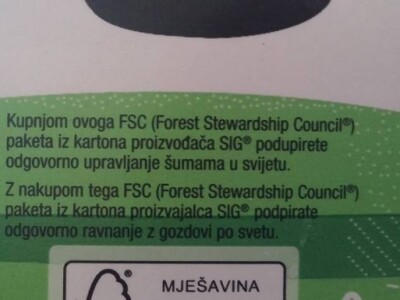 Kupnjom ovoga FSC (Forest Stewardship Council®)
paketa iz kartona proizvođača SIG® podupirete
odgovorno upravljanje šumama u svijetu.
Z nakupom tega FSC (Forest Stewardship Council®)
paketa iz kartona proizvajalca SIG® podpirate
odgovorno ravnanje z gozdovi po svetu.
MJEŠAVINA